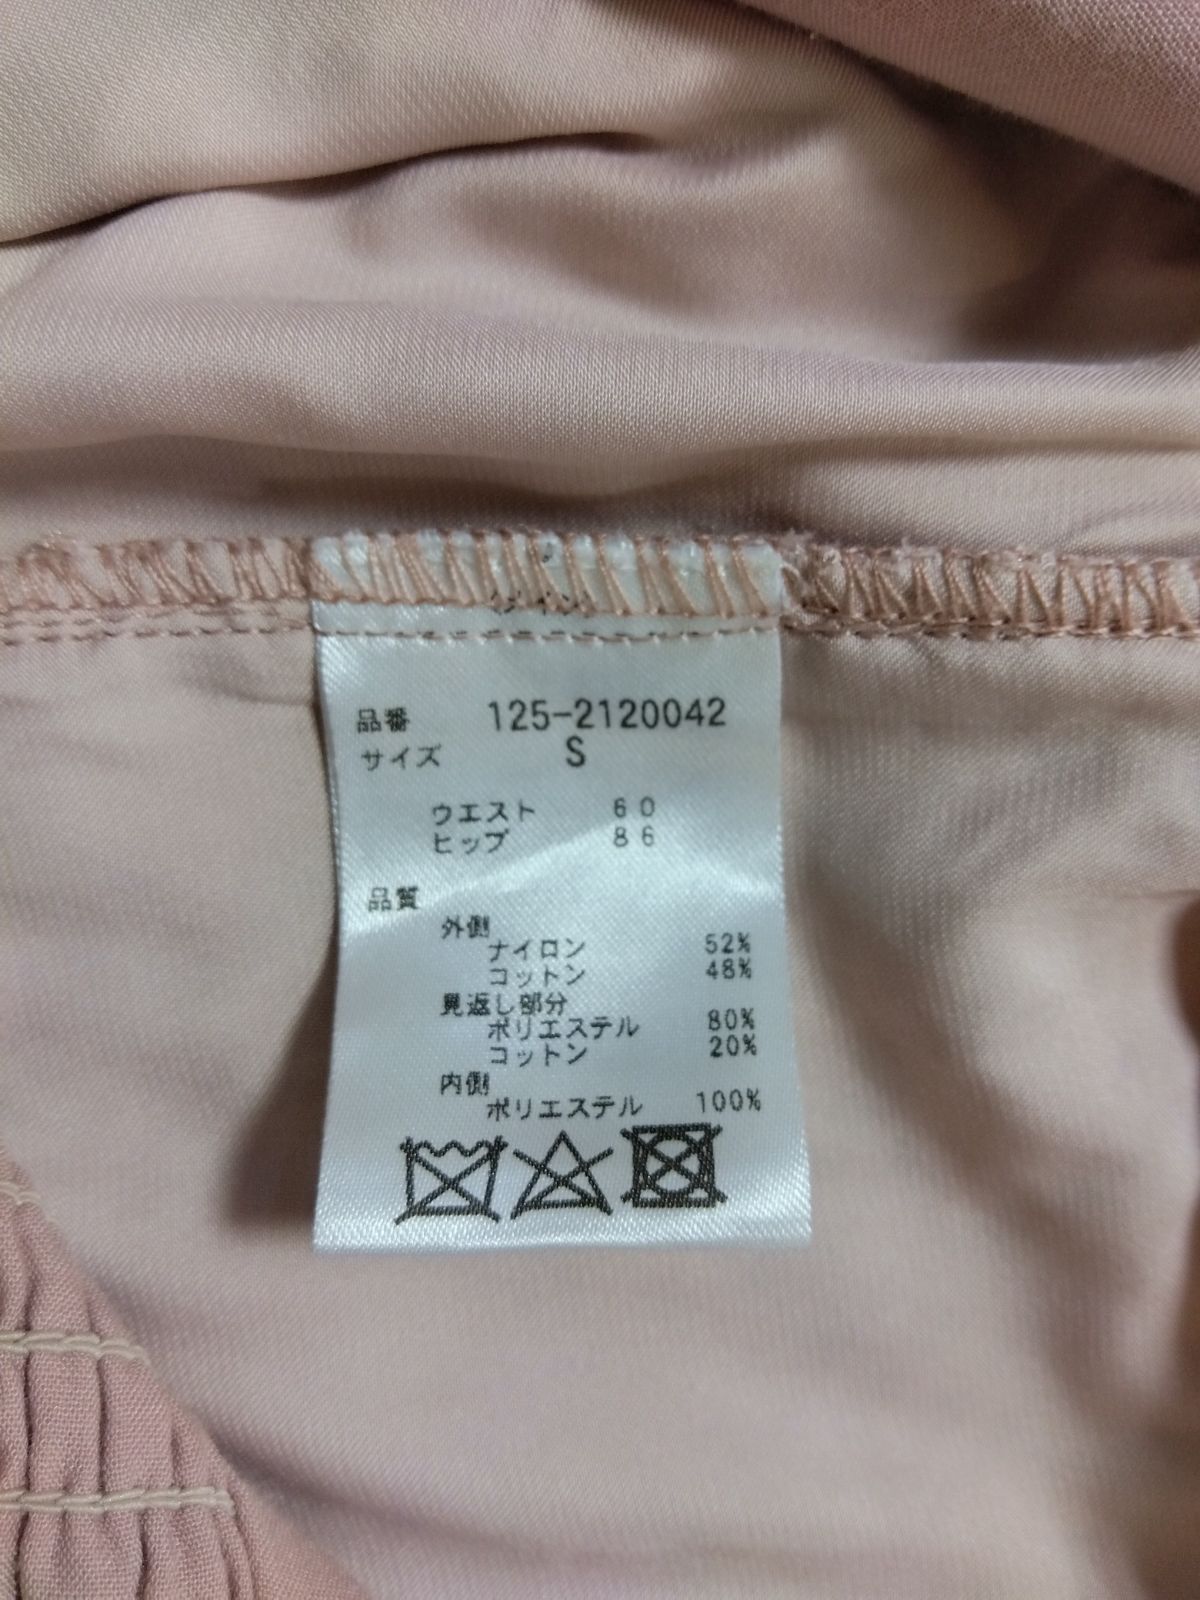 品番 125-2120042
サイズ S
ウエスト 60
ヒップ 86
品質
外側
ナイロン 52%
コットン 48%
見返し部分
ポリエステル 80%
コットン 20%
内側
ポリエステル 100%